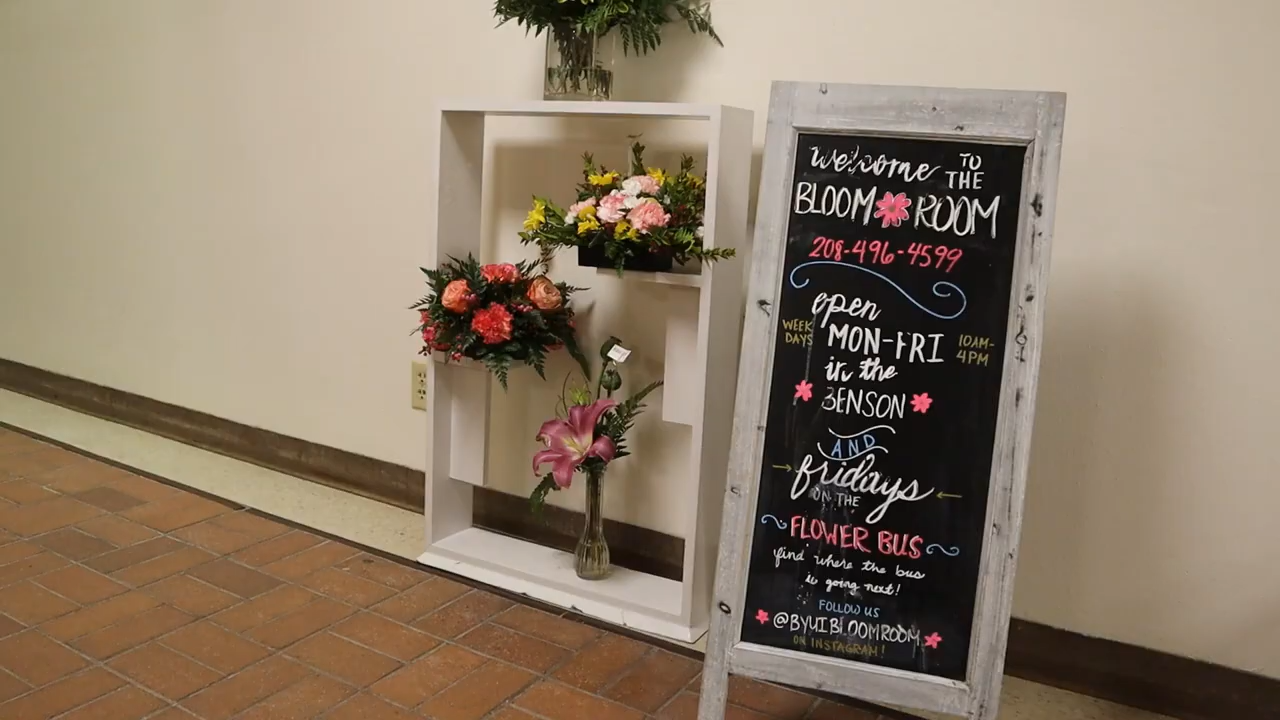 Welcome TO THE
BLOOM ROOM
208-496-4599
open
WEEK DAYS MON-FRI 10AM-4PM
in the
BENSON
AND
fridays
ON THE
FLOWER BUS
find where the bus
is going next!
FOLLOW US
@BYUIBLOOMROOM
ON INSTAGRAM!